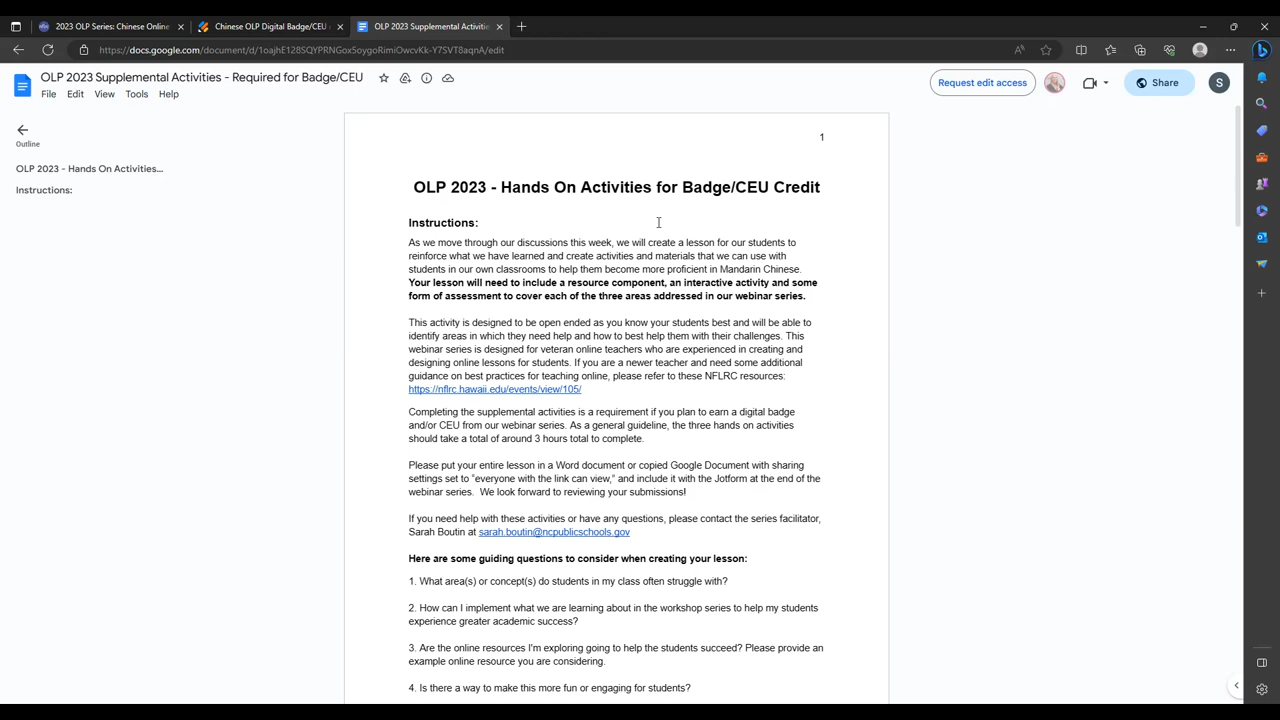 2023 OLP Series: Chinese Online
Chinese OLP Digital Badge/CEU
OLP 2023 Supplemental Activities
OLP 2023 Supplemental Activities - Required for Badge/CEU
File Edit View Tools Help
Request edit access
Share
S
Outline
OLP 2023 - Hands On Activities...
Instructions:
1
OLP 2023 - Hands On Activities for Badge/CEU Credit
Instructions:
As we move through our discussions this week, we will create a lesson for our students to
reinforce what we have learned and create activities and materials that we can use with
students in our own classrooms to help them become more proficient in Mandarin Chinese.
Your lesson will need to include a resource component, an interactive activity and some
form of assessment to cover each of the three areas addressed in our webinar series.
This activity is designed to be open ended as you know your students best and will be able to
identify areas in which they need help and how to best help them with their challenges. This
webinar series is designed for veteran online teachers who are experienced in creating and
designing online lessons for students. If you are a newer teacher and need some additional
guidance on best practices for teaching online, please refer to these NFLRC resources:
https://nflrc.hawaii.edu/events/view/105/
Completing the supplemental activities is a requirement if you plan to earn a digital badge
and/or CEU from our webinar series. As a general guideline, the three hands on activities
should take a total of around 3 hours total to complete.
Please put your entire lesson in a Word document or copied Google Document with sharing
settings set to "everyone with the link can view," and include it with the Jotform at the end of the
webinar series. We look forward to reviewing your submissions!
If you need help with these activities or have any questions, please contact the series facilitator,
Sarah Boutin at sarah.boutin@ncpublicschools.gov
Here are some guiding questions to consider when creating your lesson:
1. What area(s) or concept(s) do students in my class often struggle with?
2. How can I implement what we are learning about in the workshop series to help my students
experience greater academic success?
3. Are the online resources I'm exploring going to help the students succeed? Please provide an
example online resource you are considering.
4. Is there a way to make this more fun or engaging for students?